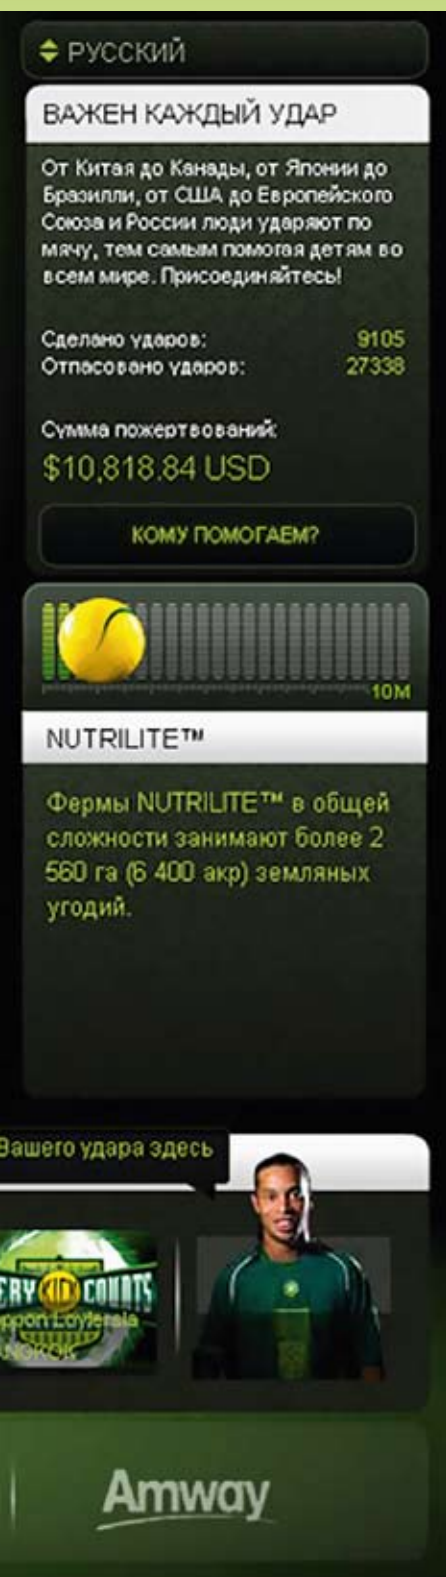 РУССКИЙ
ВАЖЕН КАЖДЫЙ УДАР
От Китая до Канады, от Японии до
Бразилли, от США до Европейского
Союза и России люди ударяют по
мячу, тем самым помогая детям во
всем мире. Присоединяйтесь!
Сделано ударов: 9105
Отпасовано ударов: 27338
Сумма пожертвований:
$10,818.84 USD
КОМУ ПОМОГАЕМ?
10M
NUTRILITE™
Фермы NUTRILITE™ в общей
сложности занимают более 2
560 га (6 400 акр) земляных
угодий.
Вашего удара здесь
ERY KICK COUNTS
Amway